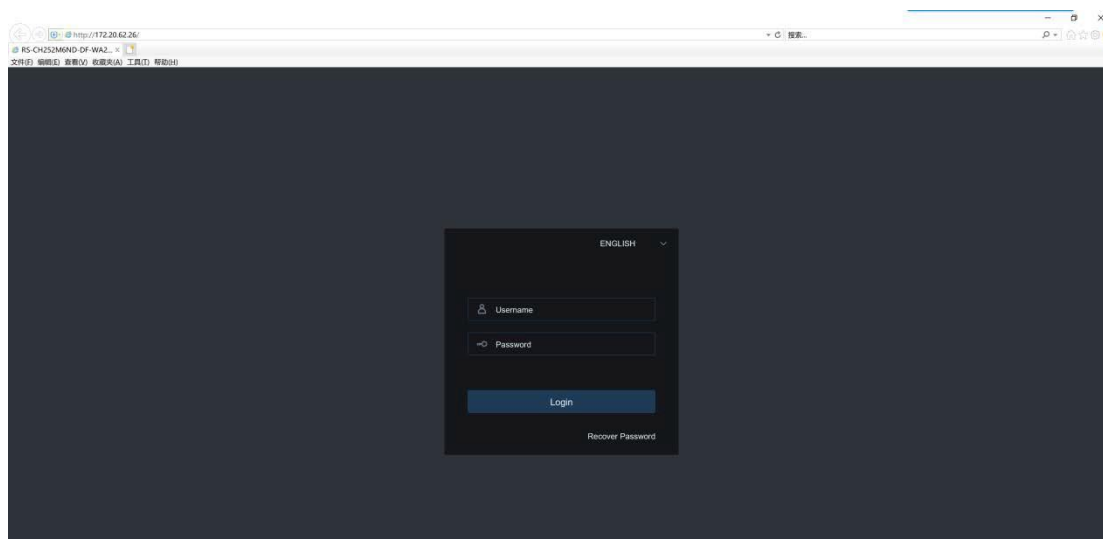 http://172.20.62.26/
搜索...
RS-CH252M6ND-DF-WA2...
文件(F) 编辑(E) 查看(V) 收藏夹(A) 工具(T) 帮助(H)
ENGLISH
Username
Password
Login
Recover Password